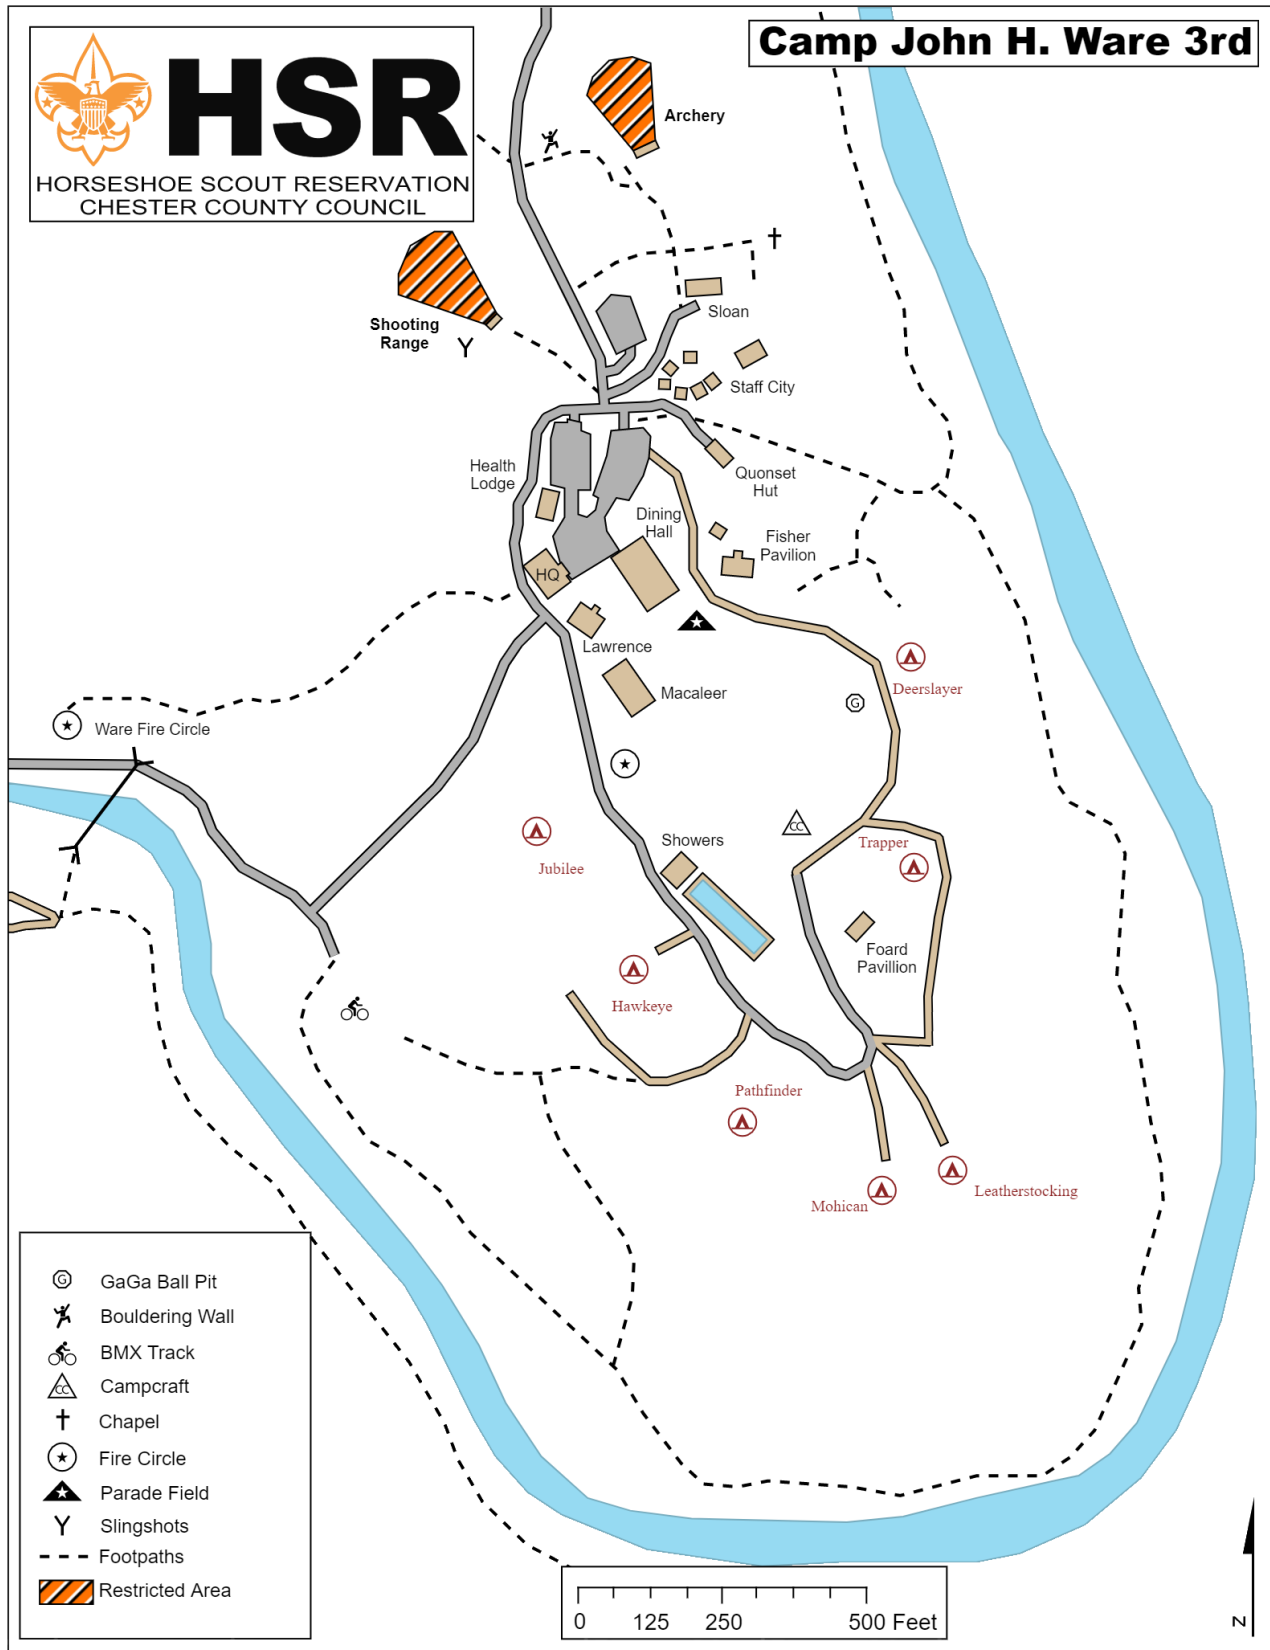 Camp John H. Ware 3rd
HSR
HORSESHOE SCOUT RESERVATION
CHESTER COUNTY COUNCIL
Archery
Shooting
Range
Sloan
Staff City
Health
Lodge
Quonset
Hut
Dining
Hall
Fisher
Pavilion
HQ
Lawrence
Macaleer
Deerslayer
G
Ware Fire Circle
CC
Trapper
Showers
Jubilee
Foard
Pavillion
Hawkeye
Pathfinder
Leatherstocking
Mohican
G GaGa Ball Pit
Bouldering Wall
BMX Track
CC Campcraft
Chapel
Fire Circle
Parade Field
Slingshots
Footpaths
Restricted Area
0 125 250 500 Feet
N